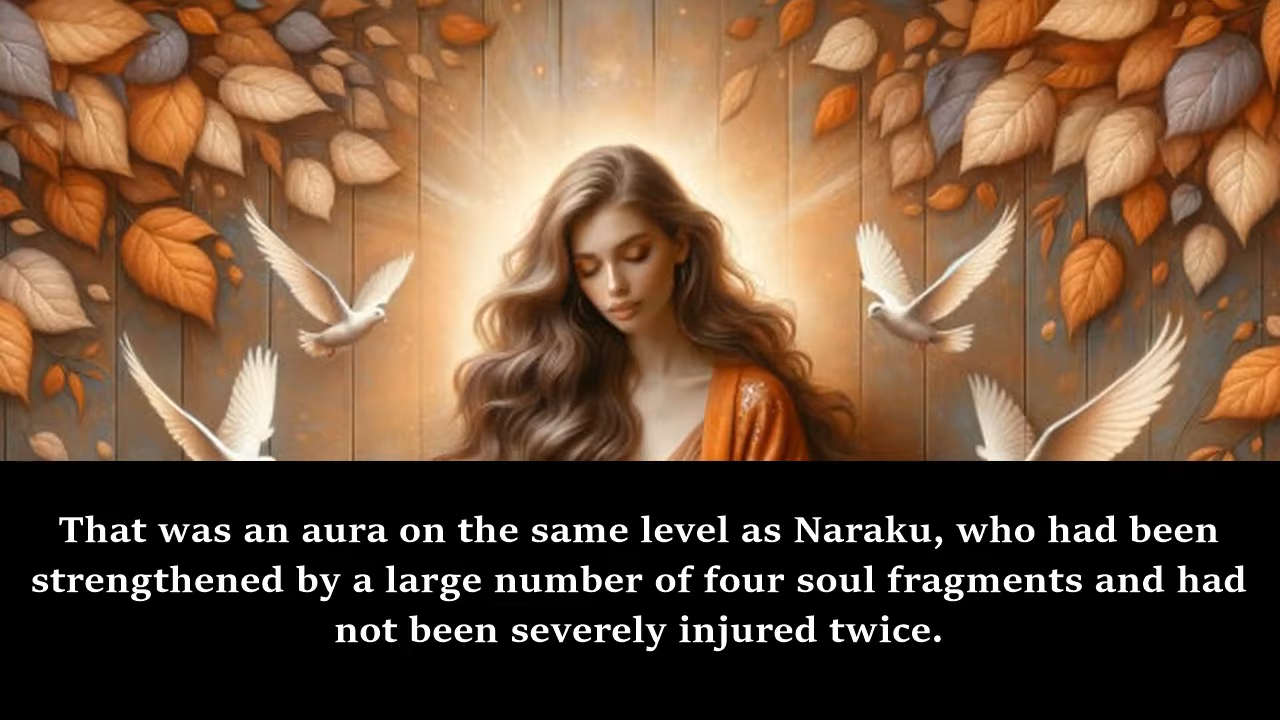 That was an aura on the same level as Naraku, who had been
strengthened by a large number of four soul fragments and had
not been severely injured twice.